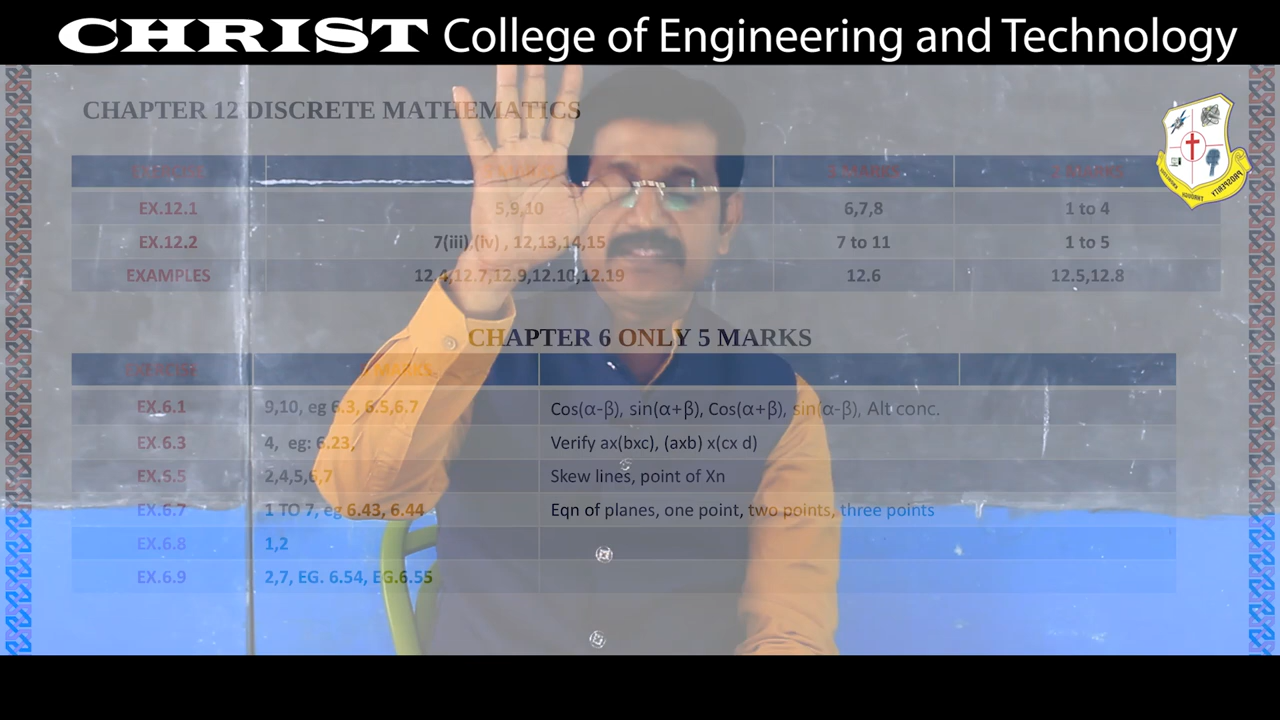 CHRIST College of Engineering and Technology
CHAPTER 12 DISCRETE MATHEMATICS
EX.12.1 5,9,10 6,7,8 1 to 4
EX.12.2 7(iii),(iv) , 12,13,14,15 7 to 11 1 to 5
EXAMPLES 12.4,12.7,12.9,12.10,12.19 12.6 12.5,12.8
CHAPTER 6 ONLY 5 MARKS
EX.6.1 9,10, eg 6.3, 6.5,6.7 Cos(α-β), sin(α+β), Cos(α+β), sin(α-β), Alt conc.
EX.6.3 4, eg: 6.23, Verify ax(bxc), (axb) x(cx d)
EX.5.5 2,4,5,6,7 Skew lines, point of Xn
EX.6.7 1 TO 7, eg 6.43, 6.44 Eqn of planes, one point, two points, three points
EX.6.8 1,2
EX.6.9 2,7, EG. 6.54, EG.6.55
PROSPERITY
THROUGH